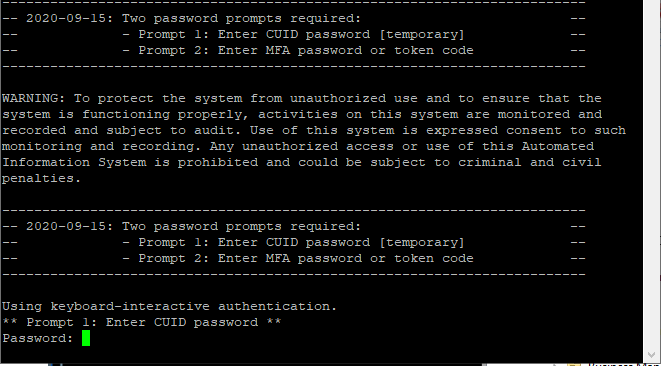 -----------------------------------------------------------------------
-- 2020-09-15: Two password prompts required:                         --
--             - Prompt 1: Enter CUID password [temporary]            --
--             - Prompt 2: Enter MFA password or token code           --
-----------------------------------------------------------------------
WARNING: To protect the system from unauthorized use and to ensure that the
system is functioning properly, activities on this system are monitored and
recorded and subject to audit. Use of this system is expressed consent to such
monitoring and recording. Any unauthorized access or use of this Automated
Information System is prohibited and could be subject to criminal and civil
penalties.
-----------------------------------------------------------------------
-- 2020-09-15: Two password prompts required:                         --
--             - Prompt 1: Enter CUID password [temporary]            --
--             - Prompt 2: Enter MFA password or token code           --
-----------------------------------------------------------------------
Using keyboard-interactive authentication.
** Prompt 1: Enter CUID password **
Password: